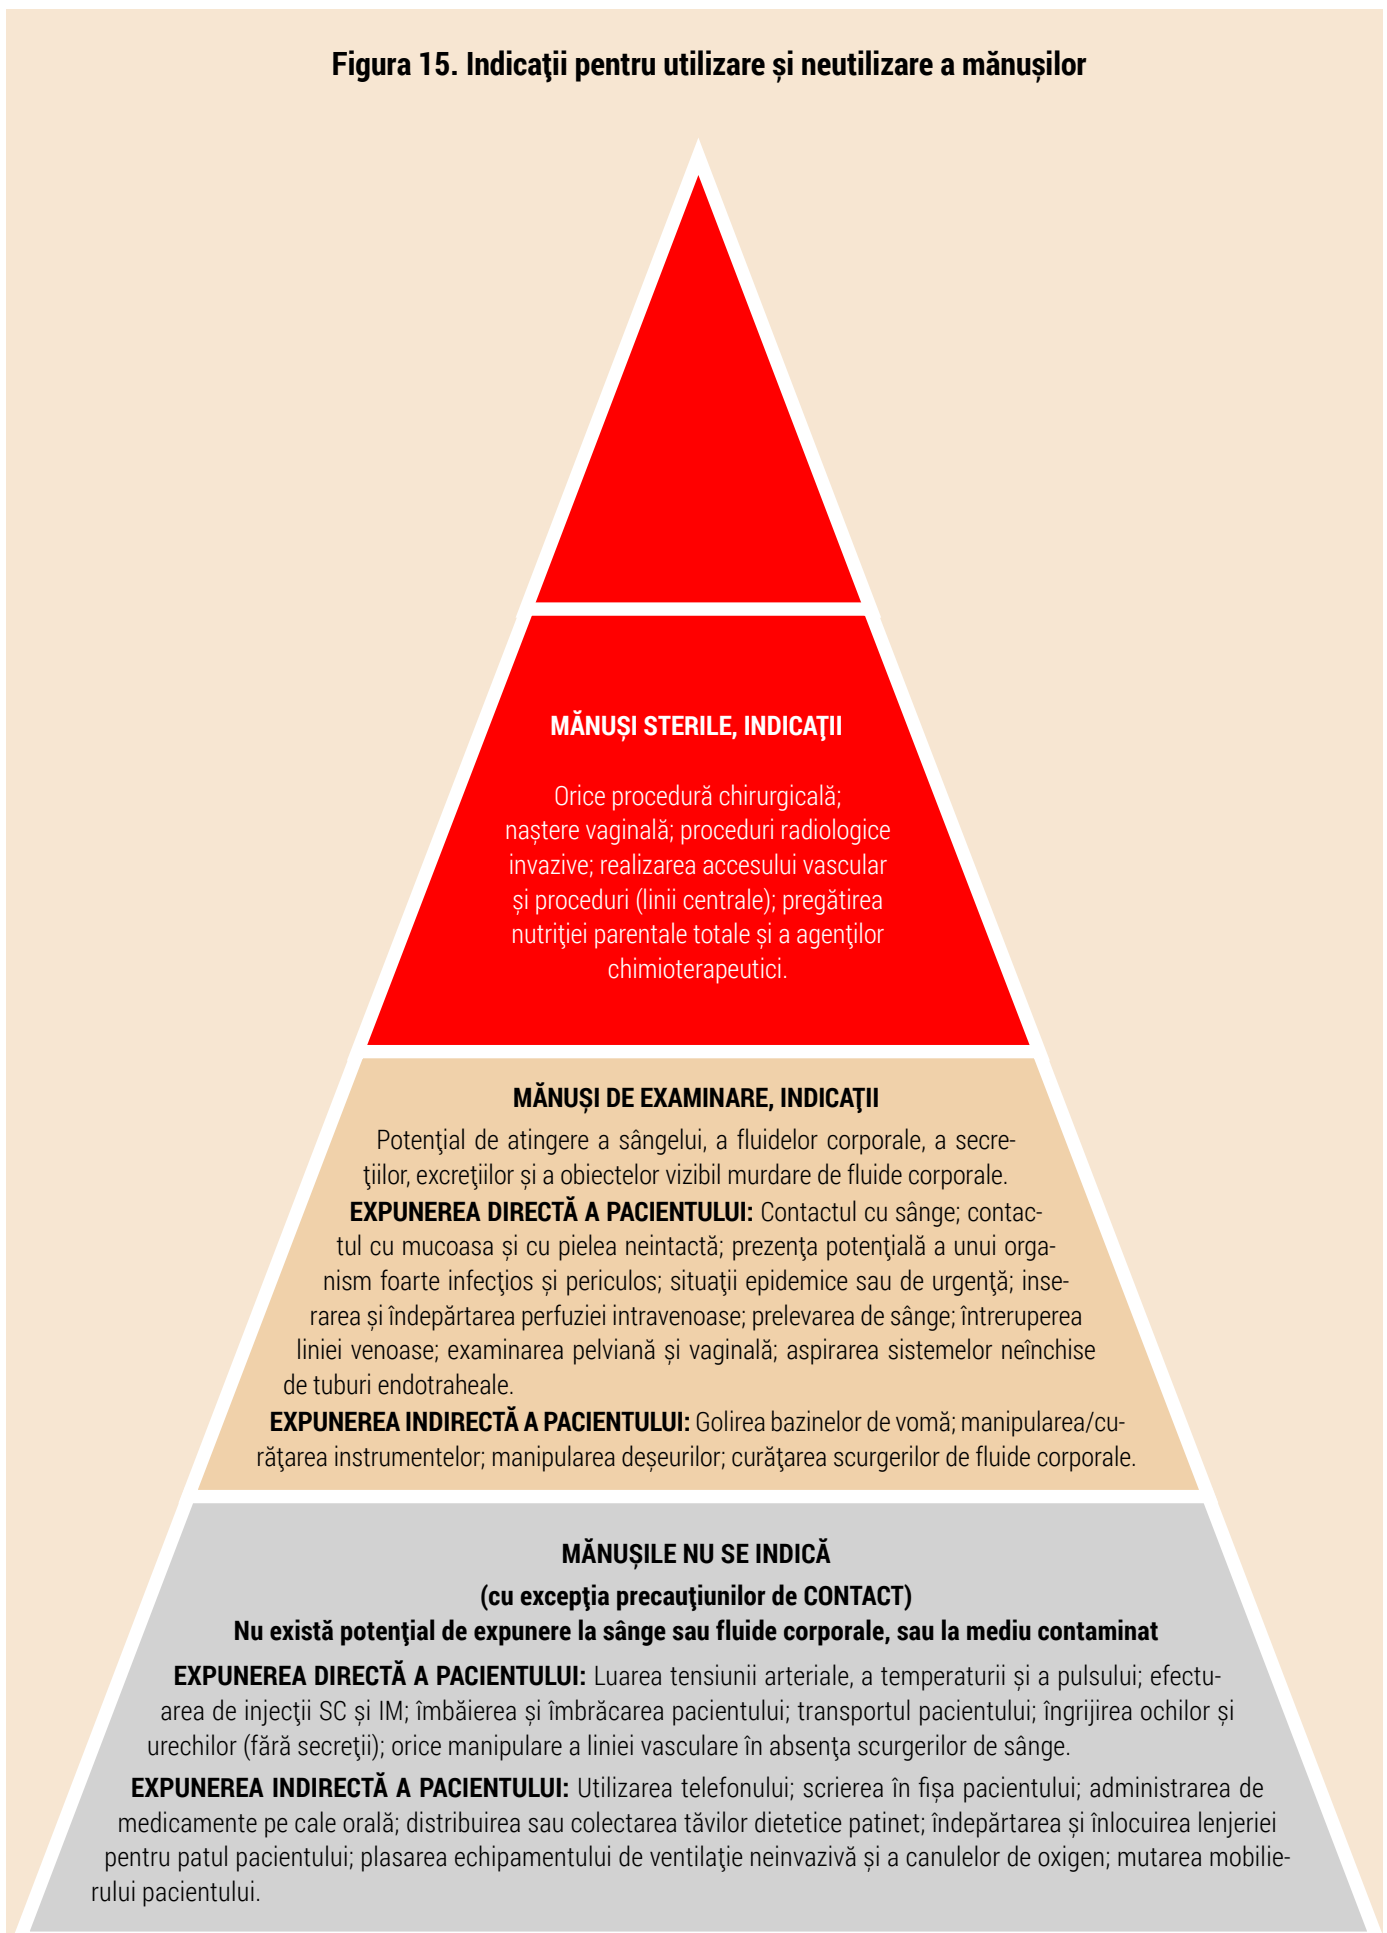 Figura 15. Indicaţii pentru utilizare și neutilizare a mănușilor
MĂNUȘI STERILE, INDICAŢII
Orice procedură chirurgicală;
naștere vaginală; proceduri radiologice
invazive; realizarea accesului vascular
și proceduri (linii centrale); pregătirea
nutriţiei parentale totale și a agenţilor
chimioterapeutici.
MĂNUȘI DE EXAMINARE, INDICAŢII
Potenţial de atingere a sângelui, a fluidelor corporale, a secre-
ţiilor, excreţiilor și a obiectelor vizibil murdare de fluide corporale.
EXPUNEREA DIRECTĂ A PACIENTULUI: Contactul cu sânge; contac-
tul cu mucoasa și cu pielea neintactă; prezenţa potenţială a unui orga-
nism foarte infecţios și periculos; situaţii epidemice sau de urgenţă; inse-
rarea și îndepărtarea perfuziei intravenoase; prelevarea de sânge; întreruperea
liniei venoase; examinarea pelviană și vaginală; aspirarea sistemelor neînchise
de tuburi endotraheale.
EXPUNEREA INDIRECTĂ A PACIENTULUI: Golirea bazinelor de vomă; manipularea/cu-
răţarea instrumentelor; manipularea deșeurilor; curăţarea scurgerilor de fluide corporale.
MĂNUȘILE NU SE INDICĂ
(cu excepţia precauţiunilor de CONTACT)
Nu există potenţial de expunere la sânge sau fluide corporale, sau la mediu contaminat
EXPUNEREA DIRECTĂ A PACIENTULUI: Luarea tensiunii arteriale, a temperaturii și a pulsului; efectu-
area de injecţii SC și IM; îmbăierea și îmbrăcarea pacientului; transportul pacientului; îngrijirea ochilor și
urechilor (fără secreţii); orice manipulare a liniei vasculare în absenţa scurgerilor de sânge.
EXPUNEREA INDIRECTĂ A PACIENTULUI: Utilizarea telefonului; scrierea în fișa pacientului; administrarea de
medicamente pe cale orală; distribuirea sau colectarea tăvilor dietetice patinet; îndepărtarea și înlocuirea lenjeriei
pentru patul pacientului; plasarea echipamentului de ventilaţie neinvazivă și a canulelor de oxigen; mutarea mobilie-
rului pacientului.